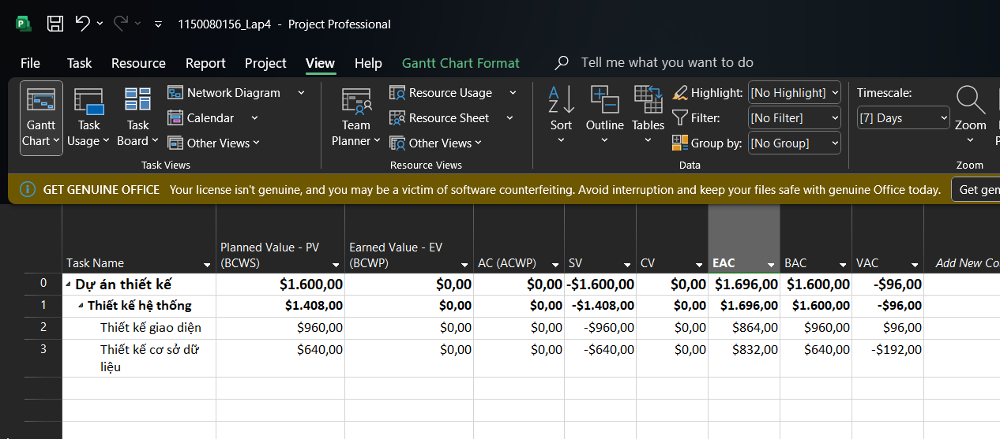 1150080156_Lap4 - Project Professional
File Task Resource Report Project View Help Gantt Chart Format Tell me what you want to do
Gantt Chart
Task Usage
Task Board
Network Diagram
Calendar
Other Views
Task Views
Team Planner
Resource Usage
Resource Sheet
Other Views
Resource Views
Sort
Outline
Tables
Highlight: [No Highlight]
Filter: [No Filter]
Group by: [No Group]
Data
Timescale:
[7] Days
Zoom
Zoom
GET GENUINE OFFICE Your license isn't genuine, and you may be a victim of software counterfeiting. Avoid interruption and keep your files safe with genuine Office today. Get gen
Task Name Planned Value - PV (BCWS) Earned Value - EV (BCWP) AC (ACWP) SV CV EAC BAC VAC Add New Co
0 Dự án thiết kế $1.600,00 $0,00 $0,00 -$1.600,00 $0,00 $1.696,00 $1.600,00 -$96,00
1 Thiết kế hệ thống $1.408,00 $0,00 $0,00 -$1.408,00 $0,00 $1.696,00 $1.600,00 -$96,00
2 Thiết kế giao diện $960,00 $0,00 $0,00 -$960,00 $0,00 $864,00 $960,00 $96,00
3 Thiết kế cơ sở dữ liệu $640,00 $0,00 $0,00 -$640,00 $0,00 $832,00 $640,00 -$192,00